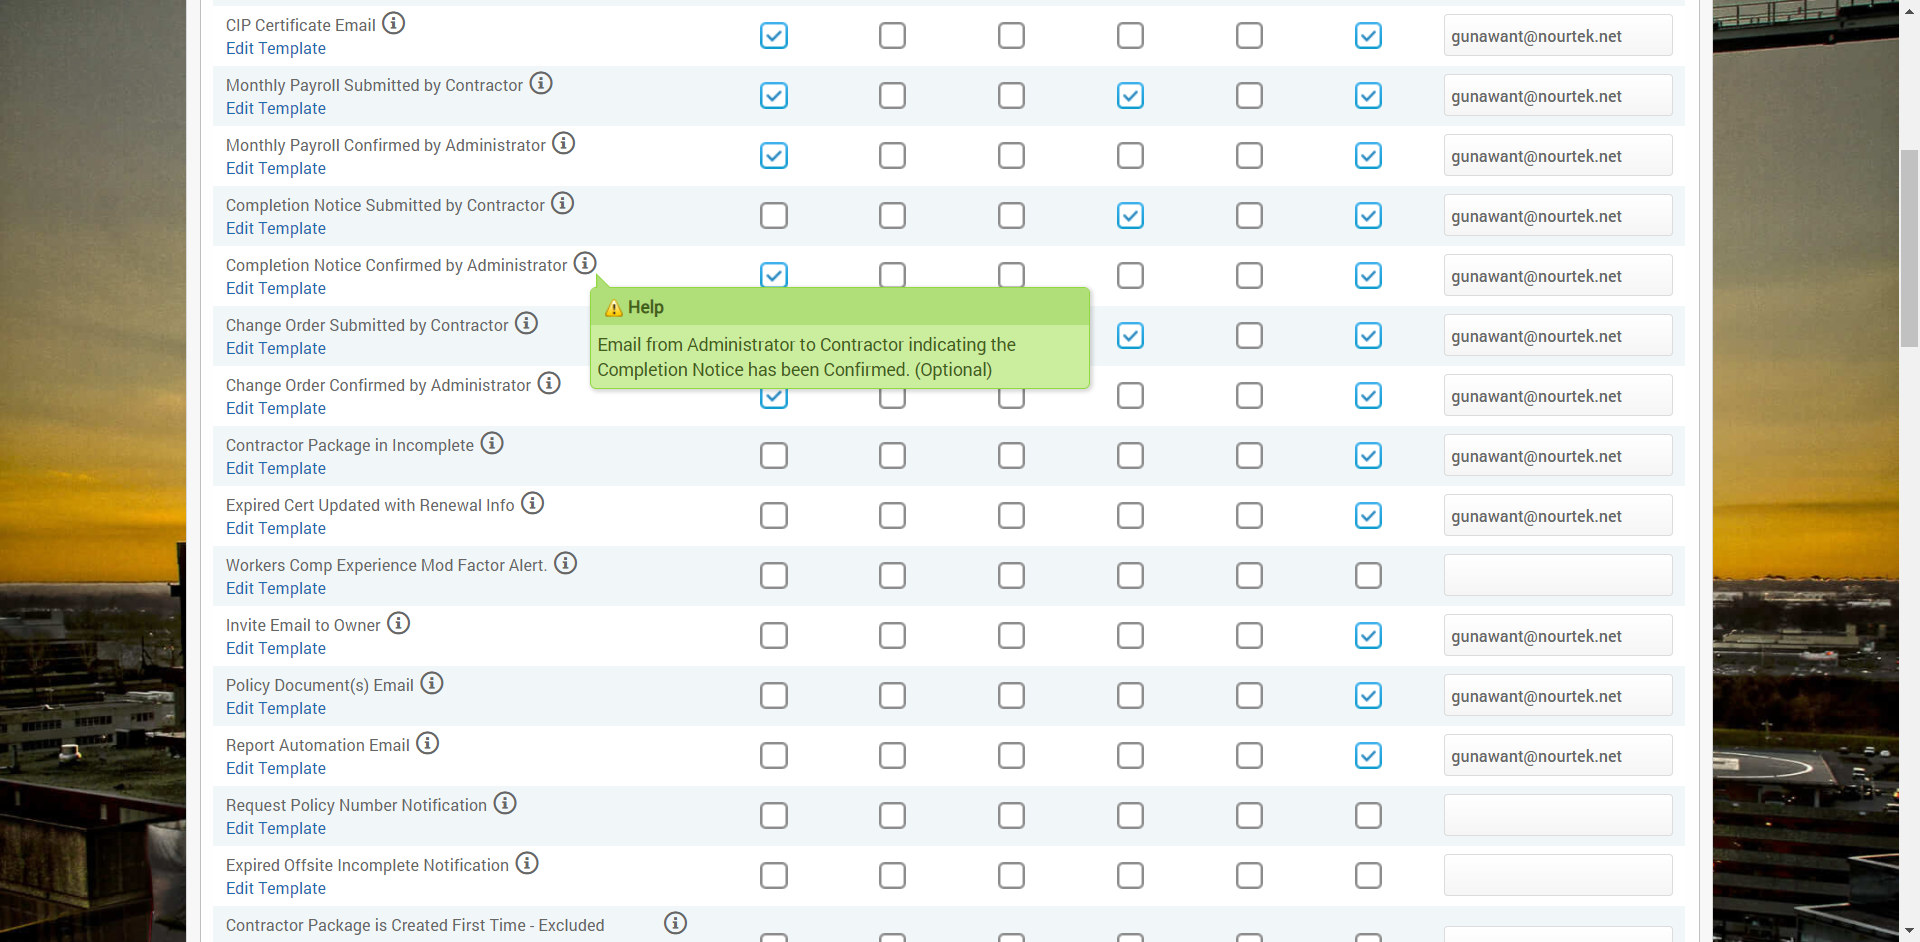 CIP Certificate Email
Edit Template
gunawant@nourtek.net
Monthly Payroll Submitted by Contractor
Edit Template
gunawant@nourtek.net
Monthly Payroll Confirmed by Administrator
Edit Template
gunawant@nourtek.net
Completion Notice Submitted by Contractor
Edit Template
gunawant@nourtek.net
Completion Notice Confirmed by Administrator
Edit Template
gunawant@nourtek.net
Help
Email from Administrator to Contractor indicating the
Completion Notice has been Confirmed. (Optional)
Change Order Submitted by Contractor
Edit Template
gunawant@nourtek.net
Change Order Confirmed by Administrator
Edit Template
gunawant@nourtek.net
Contractor Package in Incomplete
Edit Template
gunawant@nourtek.net
Expired Cert Updated with Renewal Info
Edit Template
gunawant@nourtek.net
Workers Comp Experience Mod Factor Alert.
Edit Template
Invite Email to Owner
Edit Template
gunawant@nourtek.net
Policy Document(s) Email
Edit Template
gunawant@nourtek.net
Report Automation Email
Edit Template
gunawant@nourtek.net
Request Policy Number Notification
Edit Template
Expired Offsite Incomplete Notification
Edit Template
Contractor Package is Created First Time - Excluded